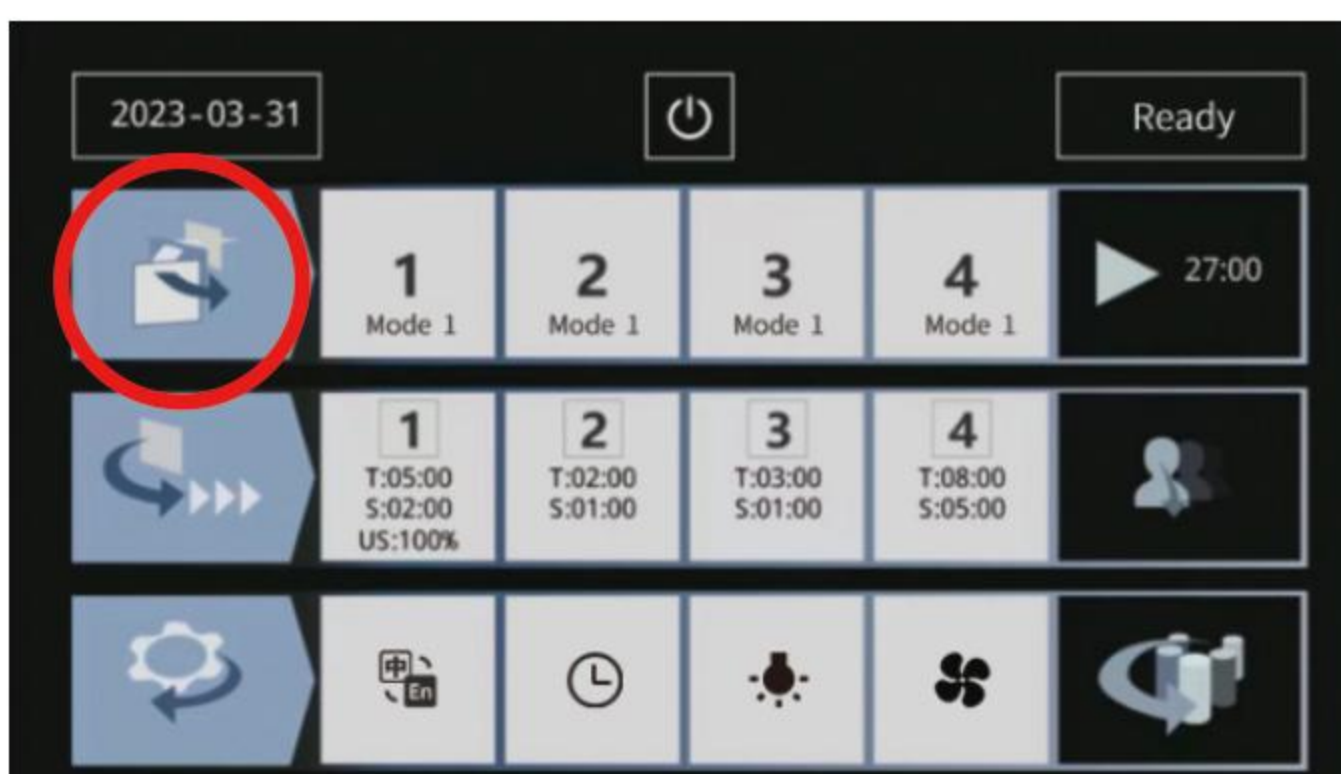 2023-03-31
Ready
1
Mode 1
2
Mode 1
3
Mode 1
4
Mode 1
27:00
1
T:05:00
S:02:00
US:100%
2
T:02:00
S:01:00
3
T:03:00
S:01:00
4
T:08:00
S:05:00
中
En